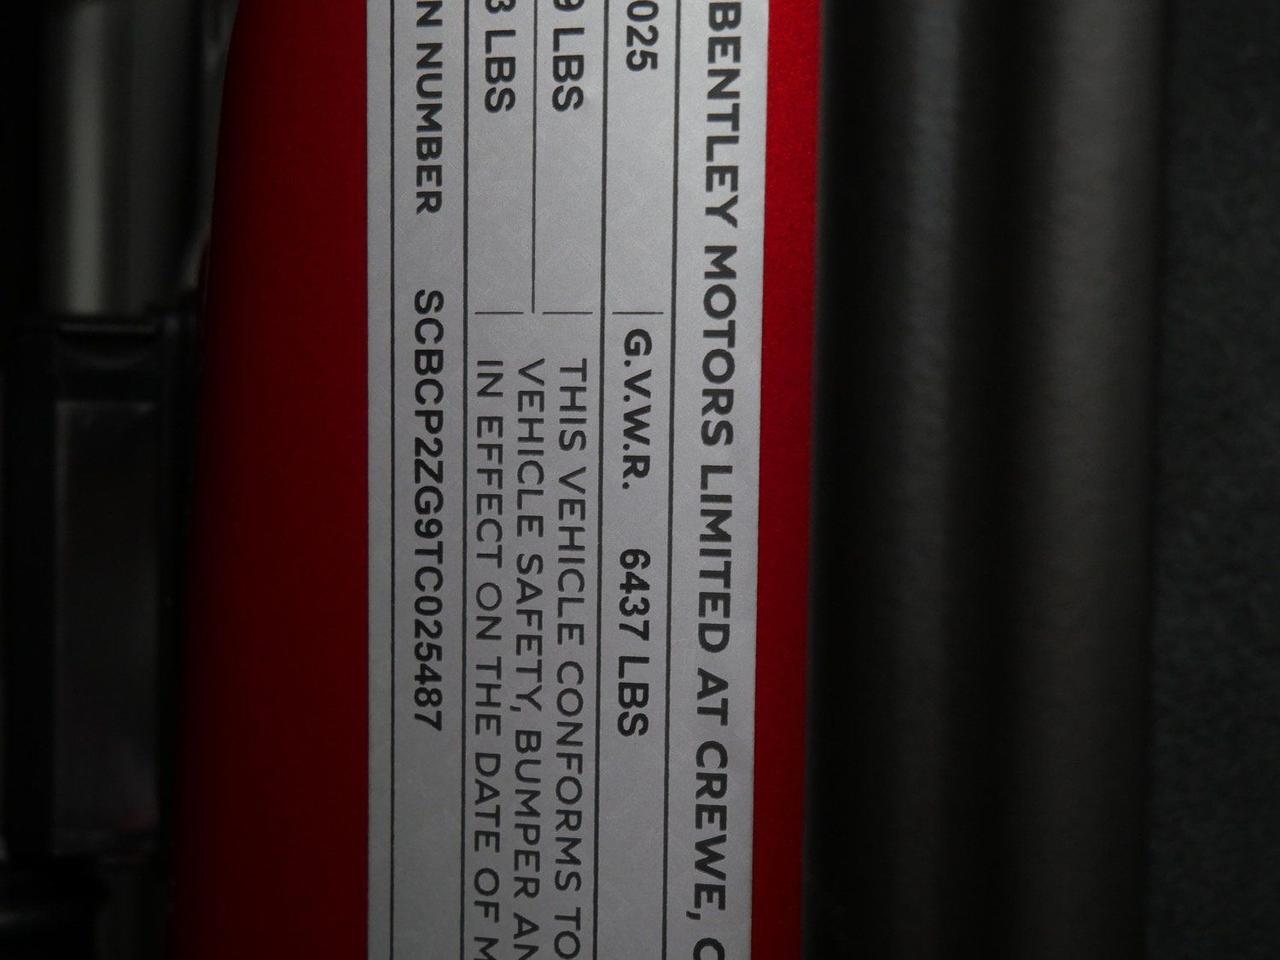 BENTLEY MOTORS LIMITED AT CREWE, C
025 G.V.W.R. 6437 LBS
9 LBS
3 LBS
THIS VEHICLE CONFORMS TO
VEHICLE SAFETY, BUMPER AN
IN EFFECT ON THE DATE OF M
N NUMBER SCBCP2ZG9TC025487